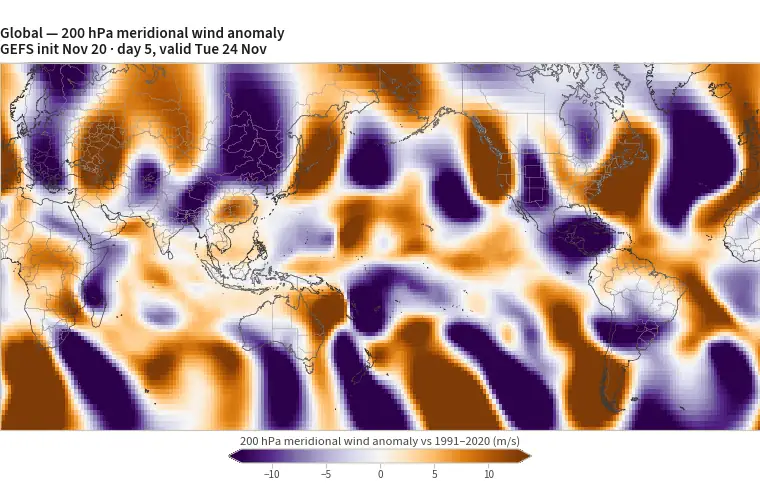 Global — 200 hPa meridional wind anomaly
GEFS init Nov 20 · day 5, valid Tue 24 Nov
200 hPa meridional wind anomaly vs 1991–2020 (m/s)
−10 −5 0 5 10